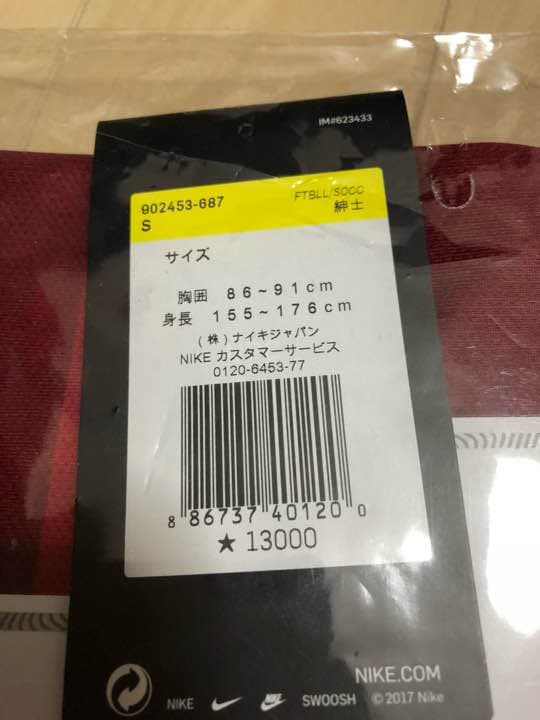 IM#623433
902453-687
FTBLL/SOCC
S
紳士
サイズ
胸囲 86~91cm
身長 155~176cm
(株)ナイキジャパン
NIKE カスタマーサービス
0120-6453-77
8 86737 40120 0
★ 13000
NIKE.COM
NIKE NIKE SWOOSH ©2017 Nike